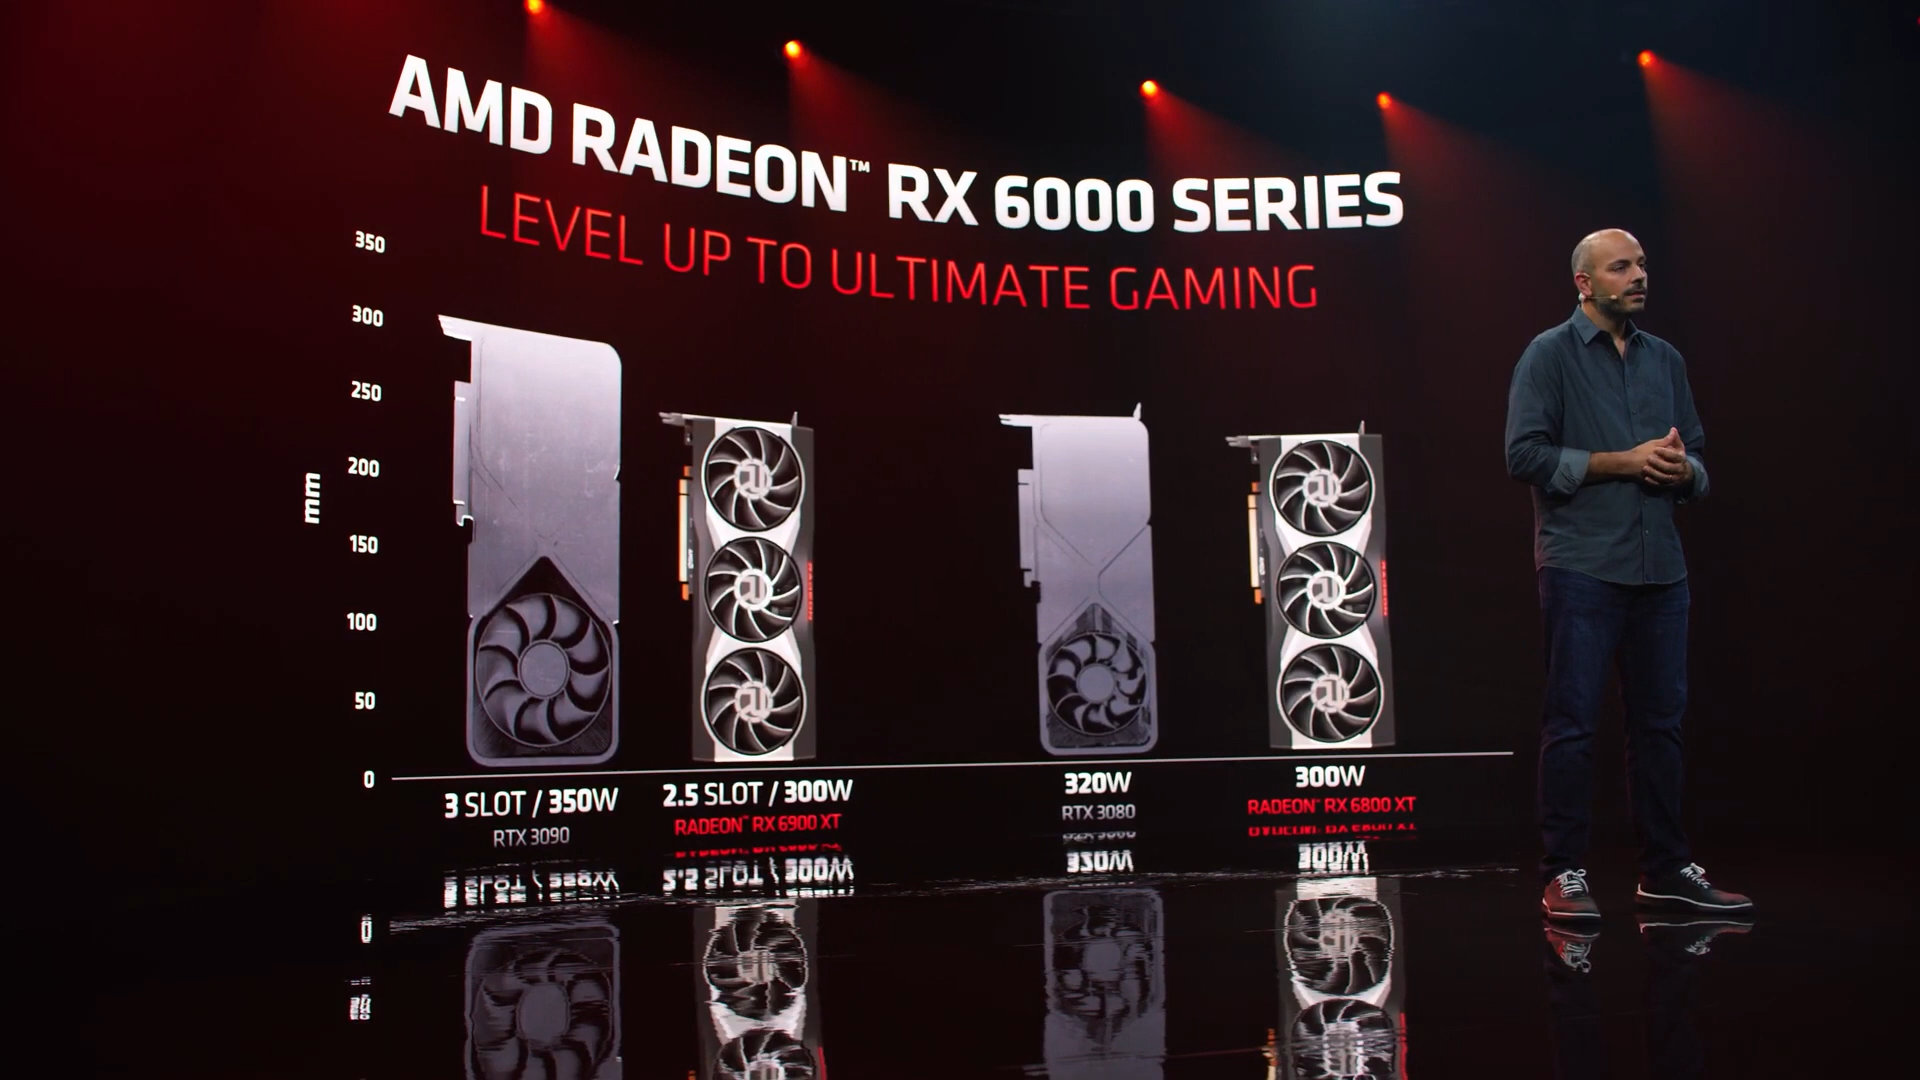 AMD RADEON™ RX 6000 SERIES
LEVEL UP TO ULTIMATE GAMING
350
300
250
200
150
100
50
0
mm
3 SLOT / 350W
RTX 3090
2.5 SLOT / 300W
RADEON™ RX 6900 XT
320W
RTX 3080
300W
RADEON™ RX 6800 XT
RADEON
RADEON